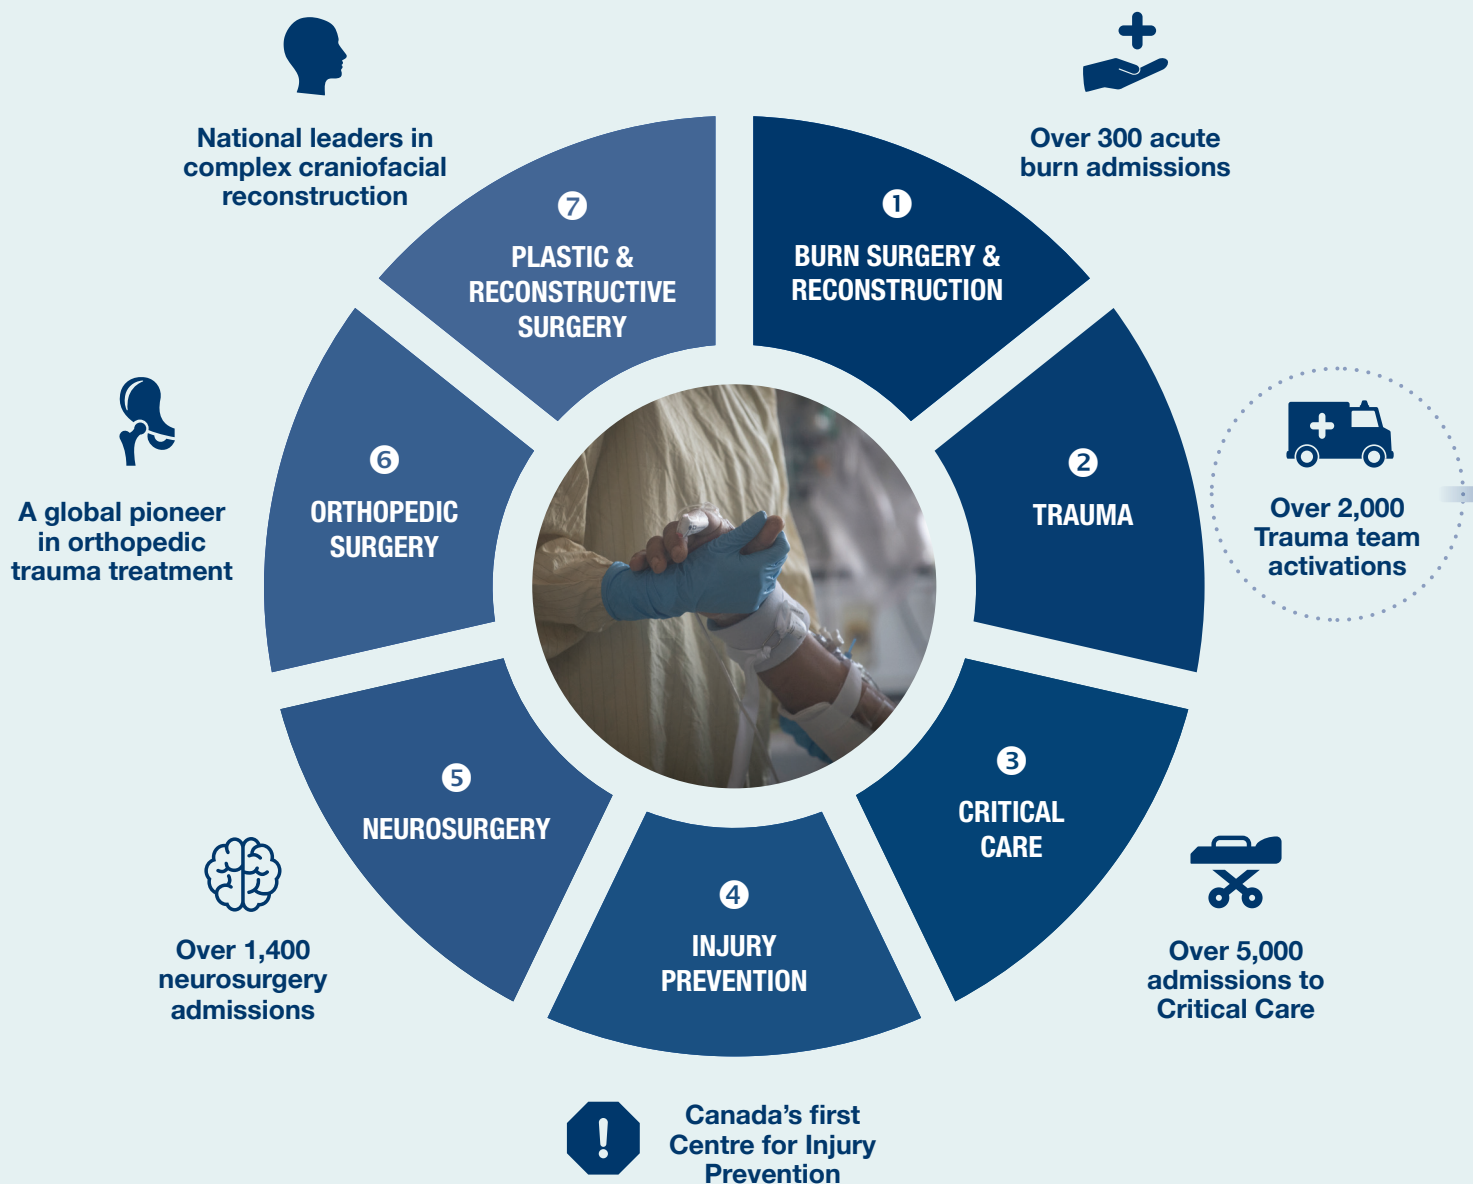 National leaders in
complex craniofacial
reconstruction
Over 300 acute
burn admissions
7
PLASTIC &
RECONSTRUCTIVE
SURGERY
1
BURN SURGERY &
RECONSTRUCTION
A global pioneer
in orthopedic
trauma treatment
6
ORTHOPEDIC
SURGERY
2
TRAUMA
Over 2,000
Trauma team
activations
5
NEUROSURGERY
3
CRITICAL
CARE
4
INJURY
PREVENTION
Over 1,400
neurosurgery
admissions
Over 5,000
admissions to
Critical Care
!
Canada’s first
Centre for Injury
Prevention